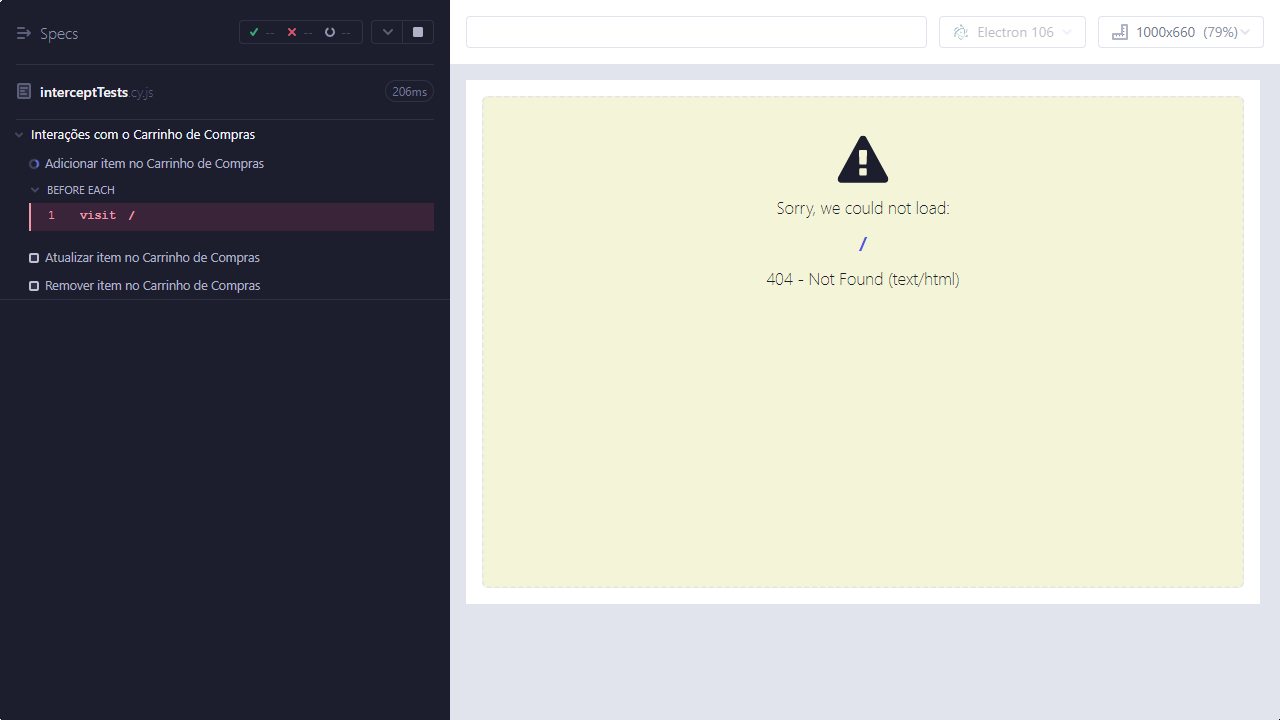 Specs
--
--
--
Electron 106
1000x660 (79%)
interceptTests.cy.js
206ms
Interações com o Carrinho de Compras
Adicionar item no Carrinho de Compras
BEFORE EACH
1 visit /
Atualizar item no Carrinho de Compras
Remover item no Carrinho de Compras
Sorry, we could not load:
/
404 - Not Found (text/html)